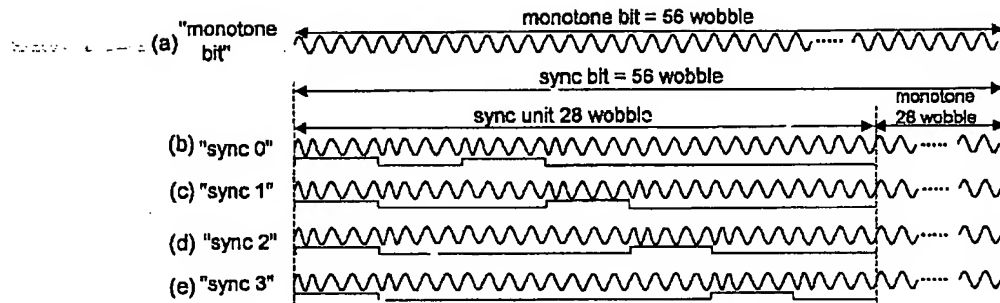 monotone bit = 56 wobble
(a) "monotone
bit"
sync bit = 56 wobble
monotone
28 wobble
sync unit 28 wobble
(b) "sync 0"
(c) "sync 1"
(d) "sync 2"
(e) "sync 3"